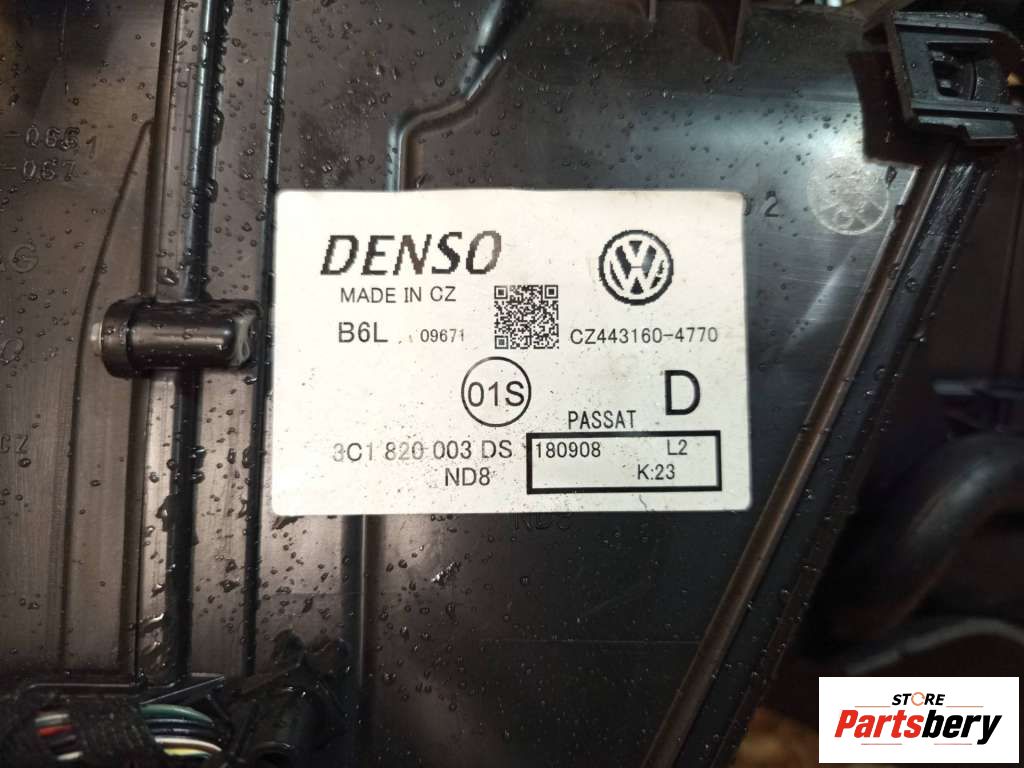 DENSO
MADE IN CZ
B6L 09671
CZ443160-4770
01S
D
PASSAT
3C1 820 003 DS
180908 L2
ND8
K:23
STORE
Partsbery